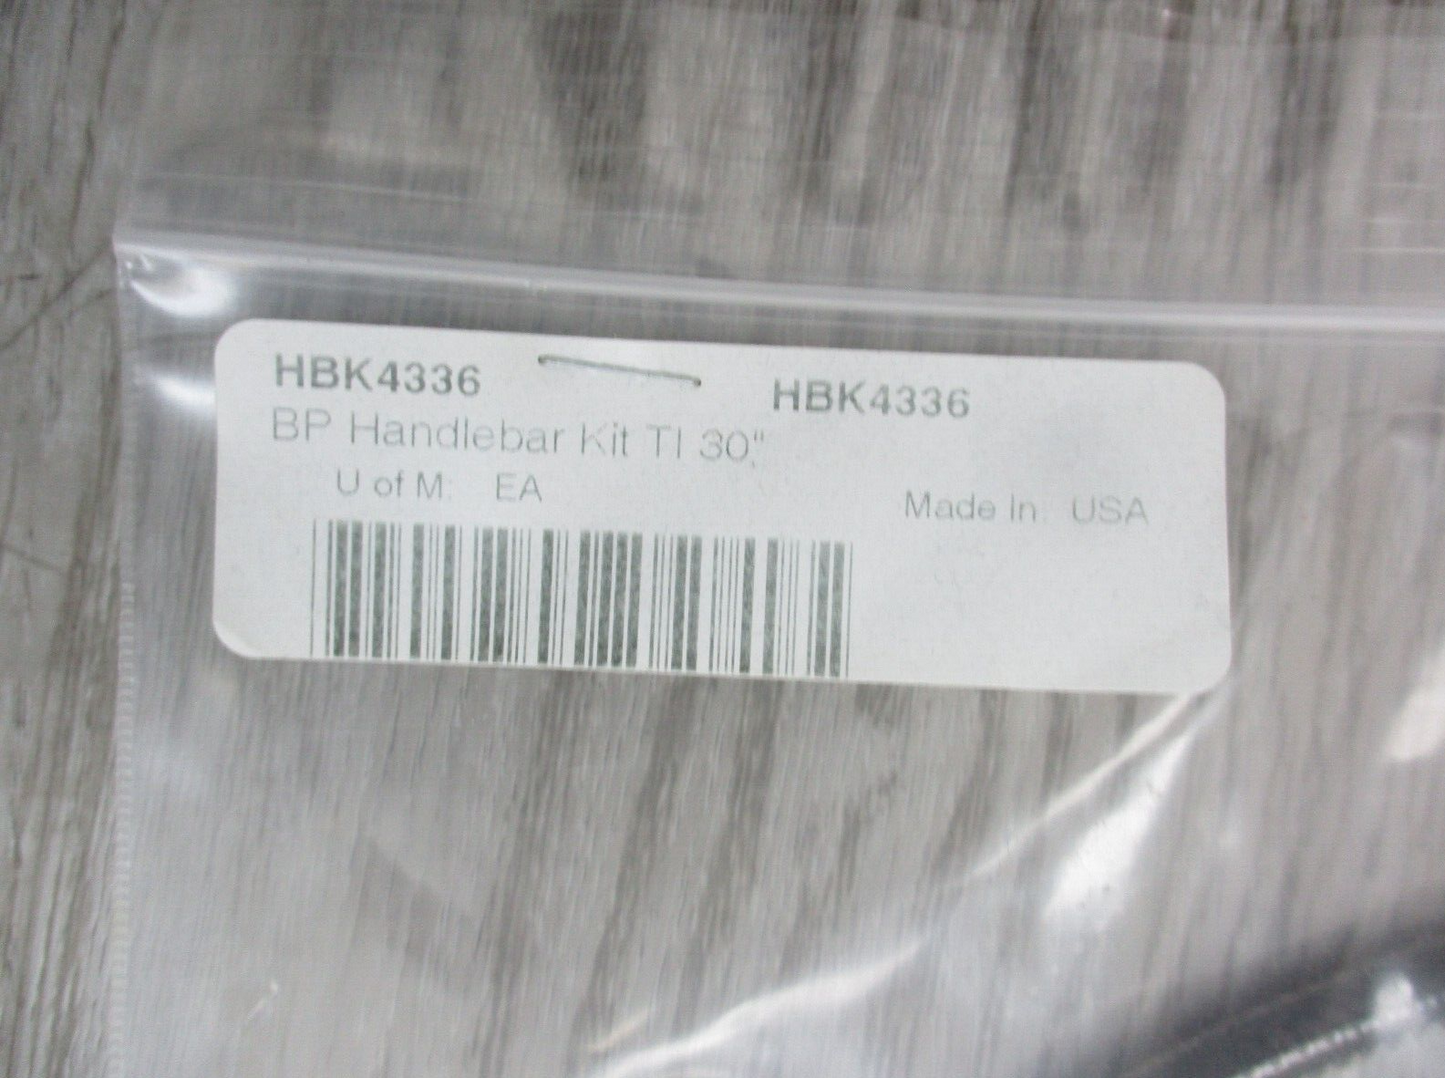 HBK4336 HBK4336
BP Handlebar Kit TI 30"
U of M: EA Made In: USA